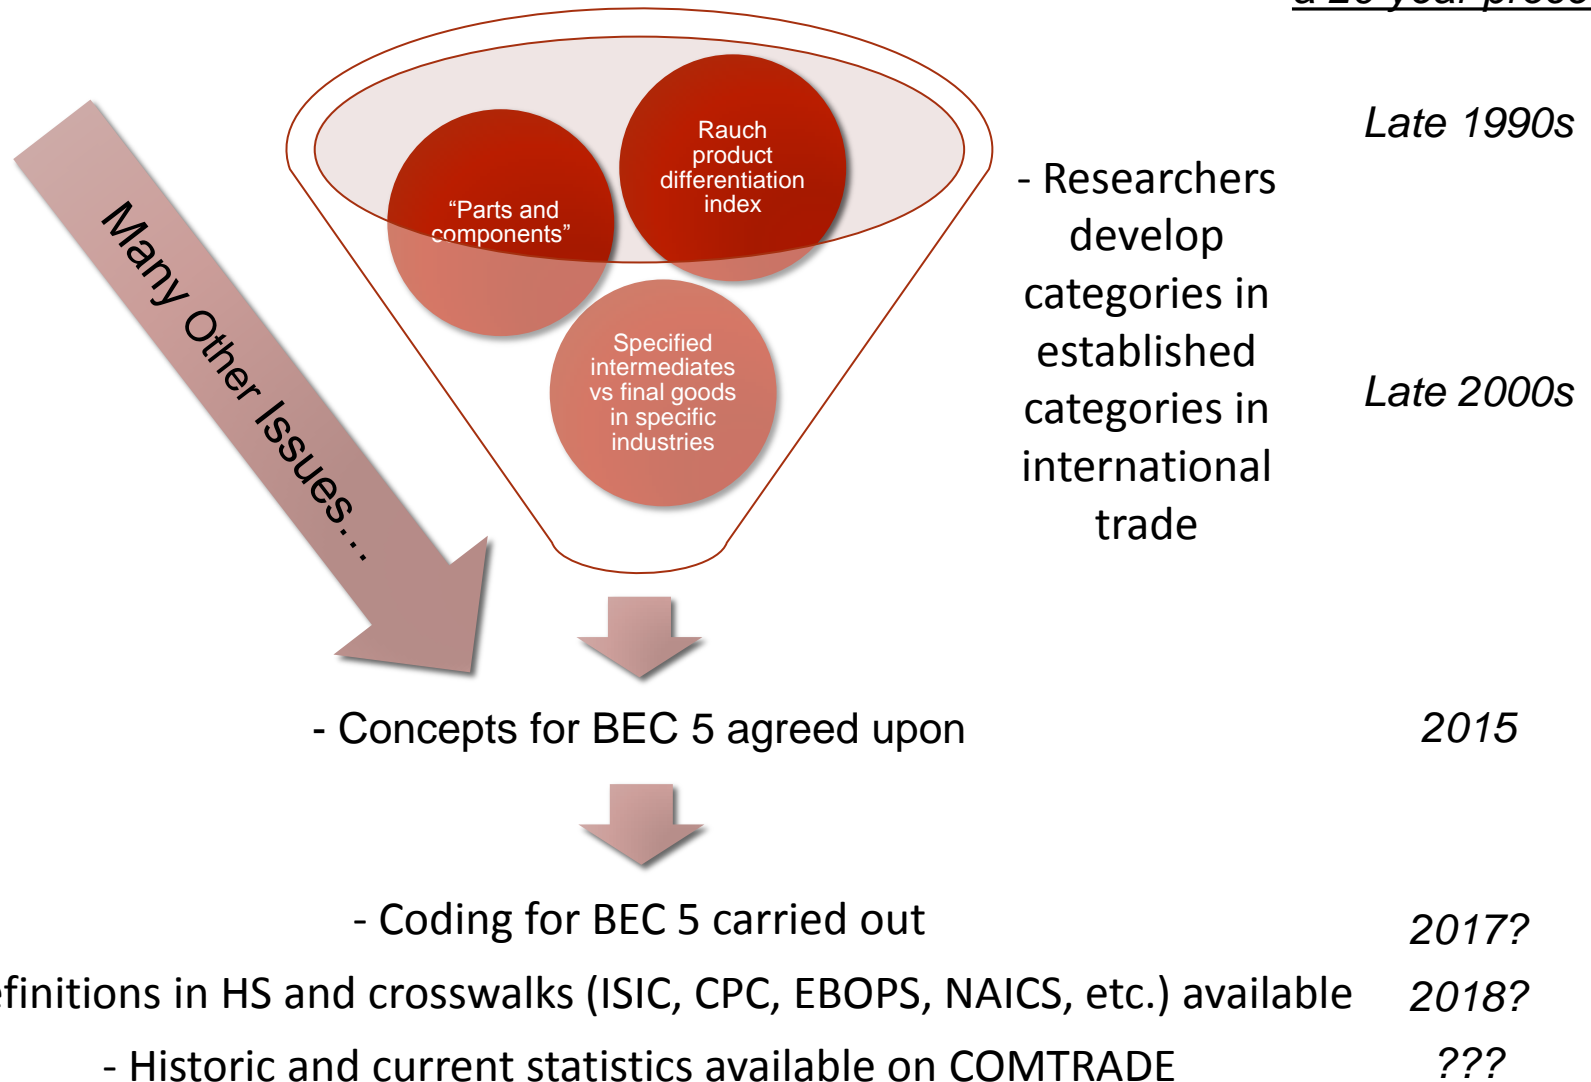 a 20 year
Late 1990s
Rauch
product
differentiation
index
“Parts and
components”
Specified
intermediates
vs final goods
in specific
industries
Many Other Issues…
- Researchers
develop
categories in
established
categories in
international
trade
Late 2000s
- Concepts for BEC 5 agreed upon
2015
- Coding for BEC 5 carried out
2017?
efinitions in HS and crosswalks (ISIC, CPC, EBOPS, NAICS, etc.) available
2018?
- Historic and current statistics available on COMTRADE
???